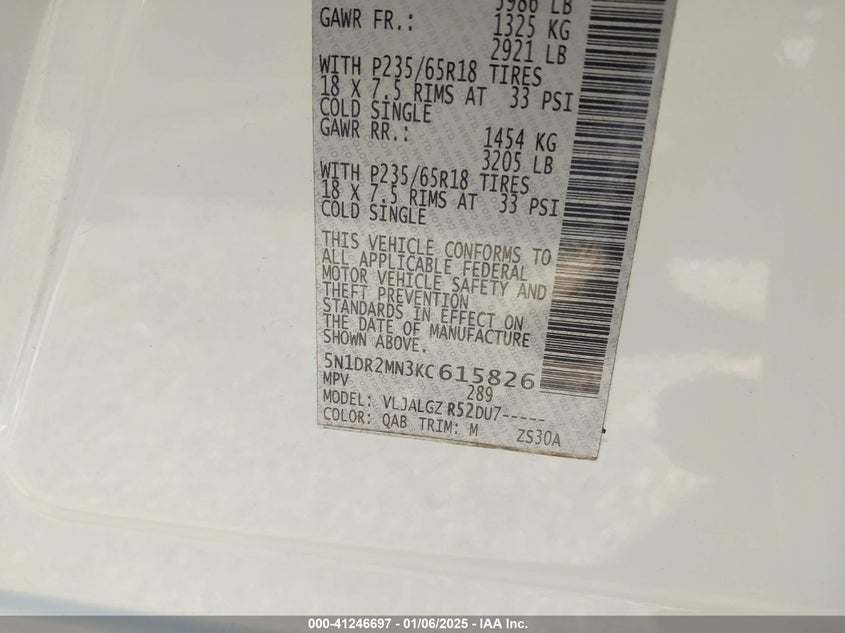 5986 LB
GAWR FR.: 1325 KG
2921 LB
WITH P235/65R18 TIRES
18 X 7.5 RIMS AT 33 PSI
COLD SINGLE
GAWR RR.: 1454 KG
3205 LB
WITH P235/65R18 TIRES
18 X 7.5 RIMS AT 33 PSI
COLD SINGLE
THIS VEHICLE CONFORMS TO
ALL APPLICABLE FEDERAL
MOTOR VEHICLE SAFETY AND
THEFT PREVENTION
STANDARDS IN EFFECT ON
THE DATE OF MANUFACTURE
SHOWN ABOVE.
5N1DR2MN3KC615826
MPV 289
MODEL: VLJALGZ R52DU7-----
COLOR: QAB TRIM: M ZS30A
000-41246697 - 01/06/2025 - IAA Inc.